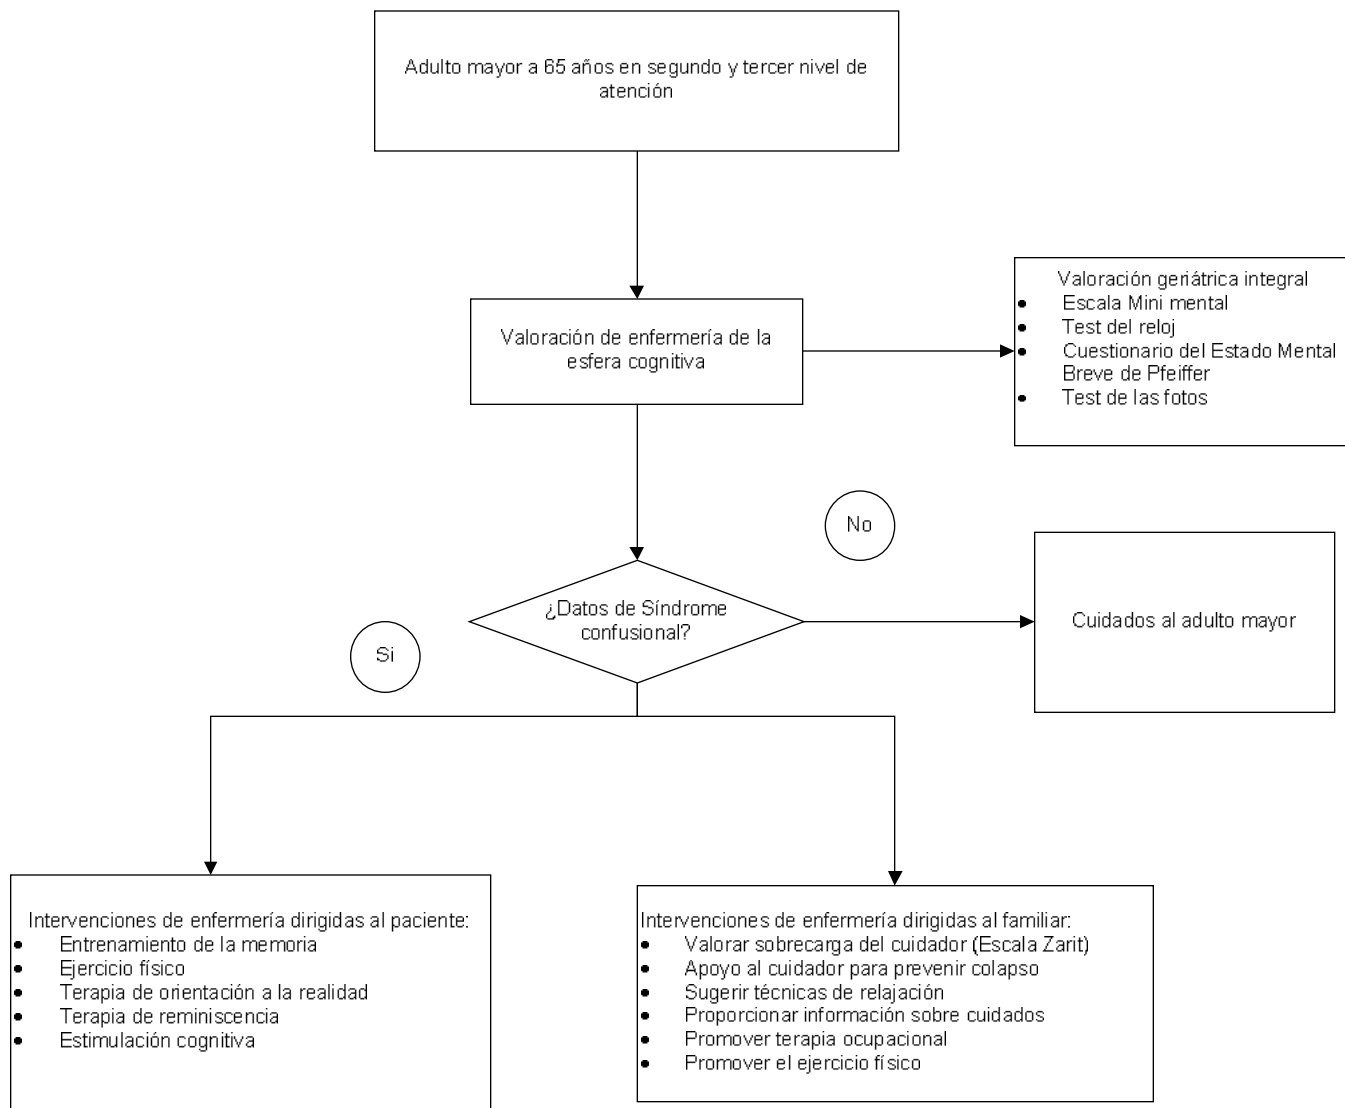 Adulto mayor a 65 años en segundo y tercer nivel de
atención
Valoración de enfermería de la
esfera cognitiva
Valoración geriátrica integral
• Escala Mini mental
• Test del reloj
• Cuestionario del Estado Mental
Breve de Pfeiffer
• Test de las fotos
No
¿Datos de Síndrome
confusional?
Cuidados al adulto mayor
Si
Intervenciones de enfermería dirigidas al paciente:
• Entrenamiento de la memoria
• Ejercicio físico
• Terapia de orientación a la realidad
• Terapia de reminiscencia
• Estimulación cognitiva
Intervenciones de enfermería dirigidas al familiar:
• Valorar sobrecarga del cuidador (Escala Zarit)
• Apoyo al cuidador para prevenir colapso
• Sugerir técnicas de relajación
• Proporcionar información sobre cuidados
• Promover terapia ocupacional
• Promover el ejercicio físico